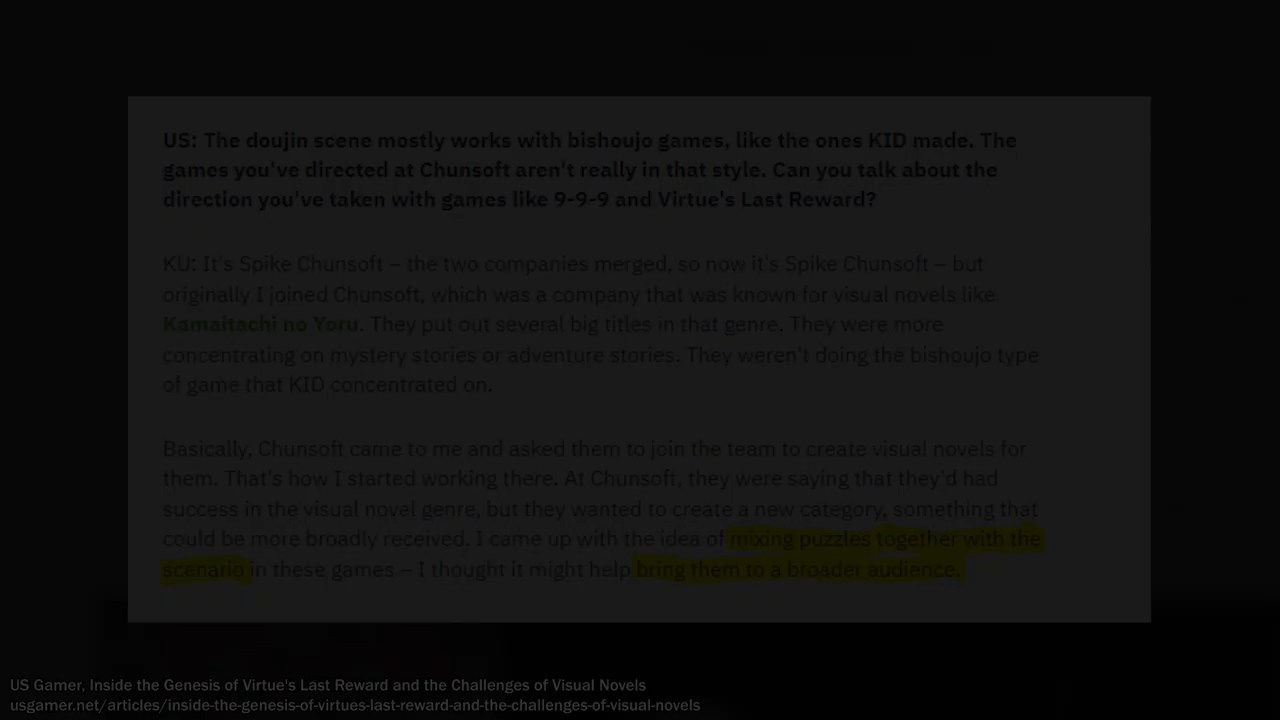 US: The doujin scene mostly works with bishoujo games, like the ones KID made. The
games you've directed at Chunsoft aren't really in that style. Can you talk about the
direction you've taken with games like 9-9-9 and Virtue's Last Reward?
KU: It's Spike Chunsoft – the two companies merged, so now it's Spike Chunsoft – but
originally I joined Chunsoft, which was a company that was known for visual novels like
Kamaitachi no Yoru. They put out several big titles in that genre. They were more
concentrating on mystery stories or adventure stories. They weren't doing the bishoujo type
of game that KID concentrated on.
Basically, Chunsoft came to me and asked them to join the team to create visual novels for
them. That's how I started working there. At Chunsoft, they were saying that they'd had
success in the visual novel genre, but they wanted to create a new category, something that
could be more broadly received. I came up with the idea of mixing puzzles together with the
scenario in these games – I thought it might help bring them to a broader audience.
US Gamer, Inside the Genesis of Virtue's Last Reward and the Challenges of Visual Novels
usgamer.net/articles/inside-the-genesis-of-virtues-last-reward-and-the-challenges-of-visual-novels